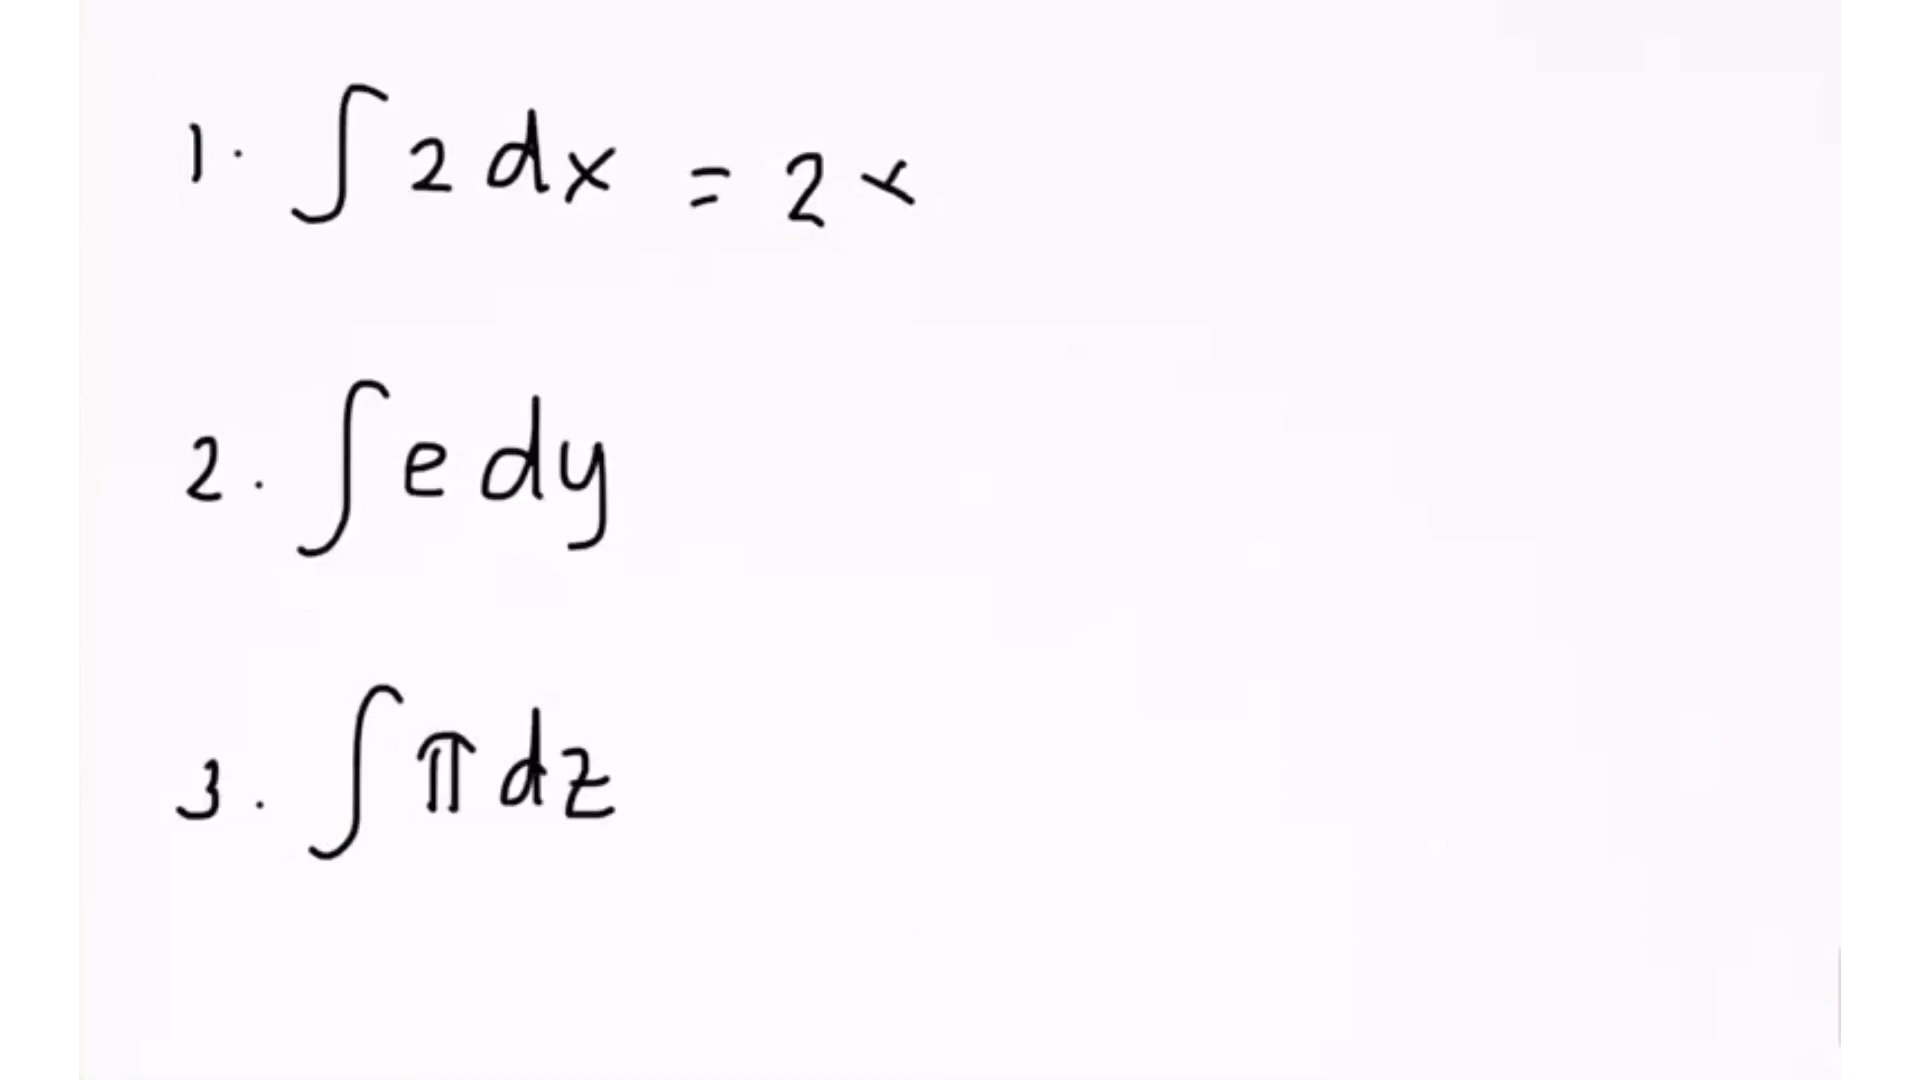 1. ∫ 2 dx = 2x
2. ∫ e dy
3. ∫ π dz